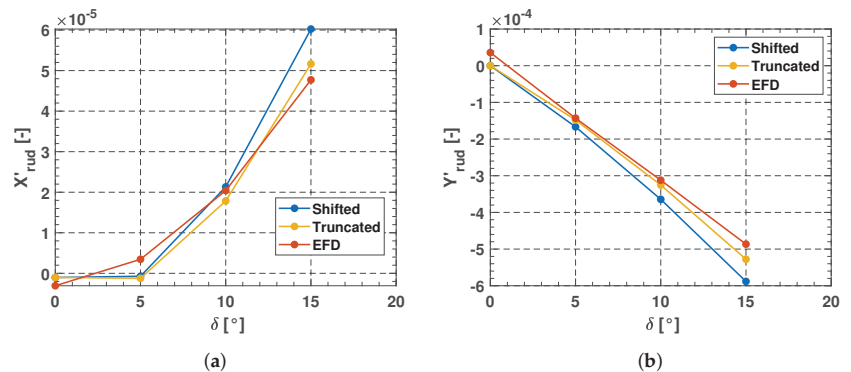 ×10⁻⁵
6
5
4
3
2
1
0
X'rud [-]
0 5 10 15 20
δ [°]
Shifted
Truncated
EFD
(a)
×10⁻⁴
1
0
-1
-2
-3
-4
-5
-6
Y'rud [-]
0 5 10 15 20
δ [°]
Shifted
Truncated
EFD
(b)